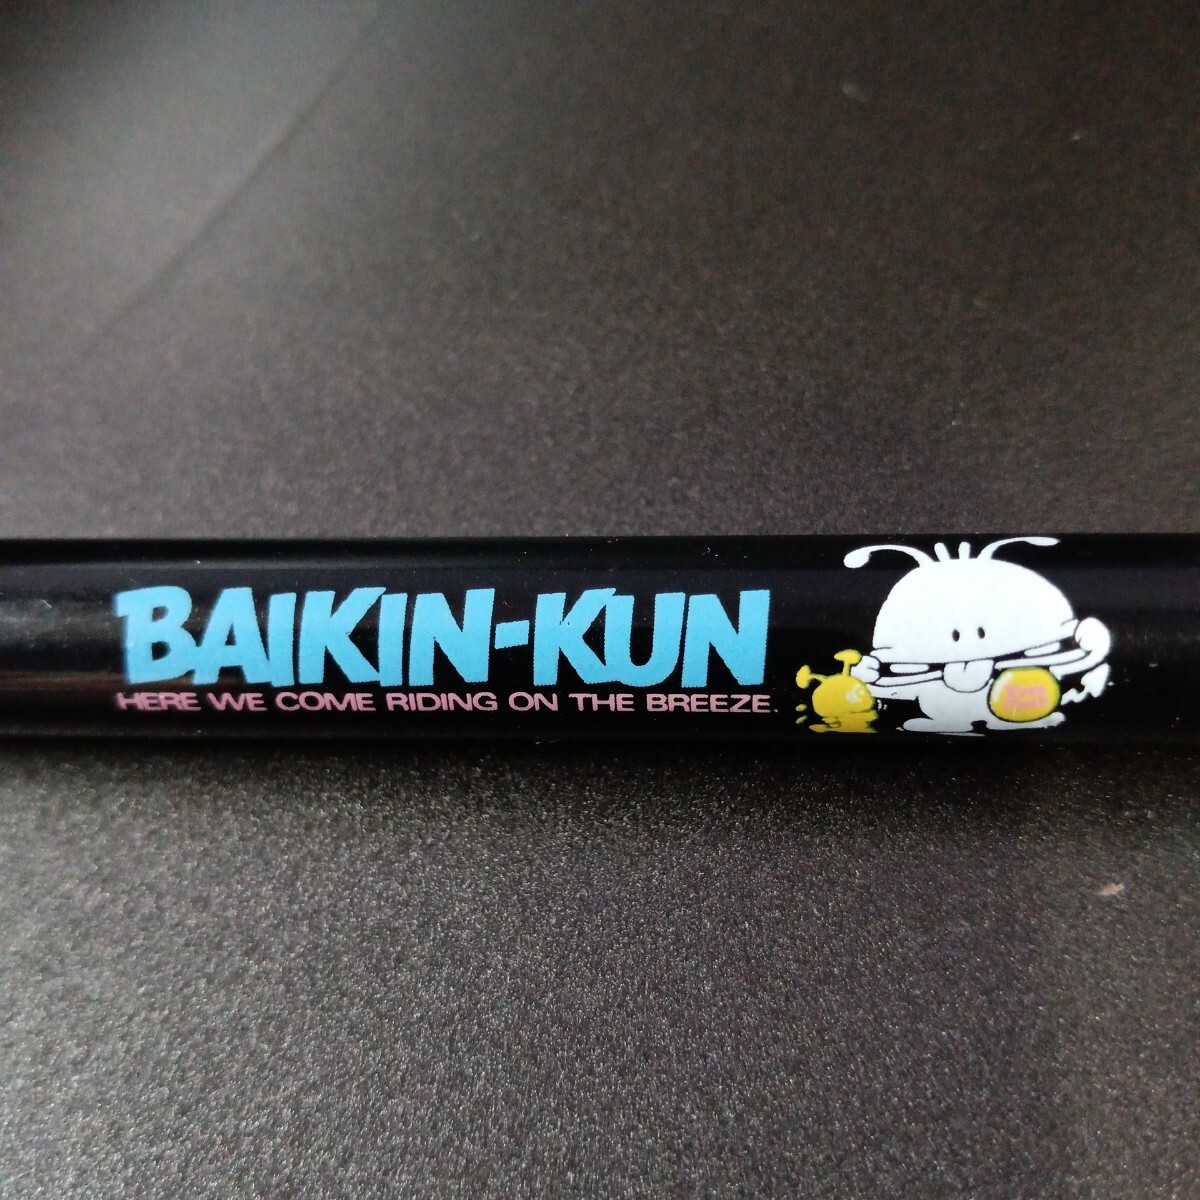 BAIKIN-KUN
HERE WE COME RIDING ON THE BREEZE.